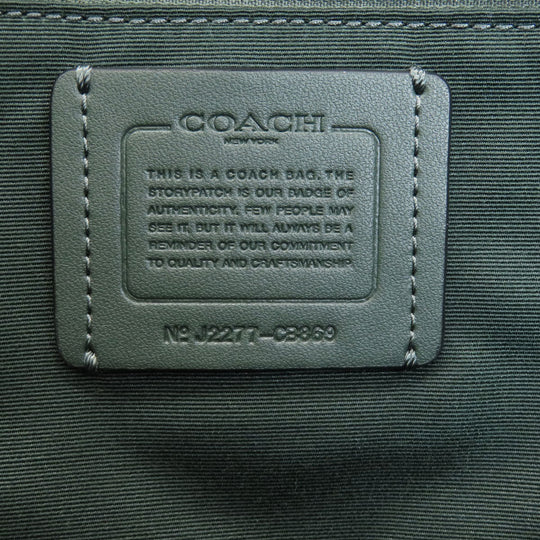 COACH
NEW YORK
THIS IS A COACH BAG. THE
STORYPATCH IS OUR BADGE OF
AUTHENTICITY. FEW PEOPLE MAY
SEE IT, BUT IT WILL ALWAYS BE A
REMINDER OF OUR COMMITMENT
TO QUALITY AND CRAFTSMANSHIP.
Nº J2277-CB869